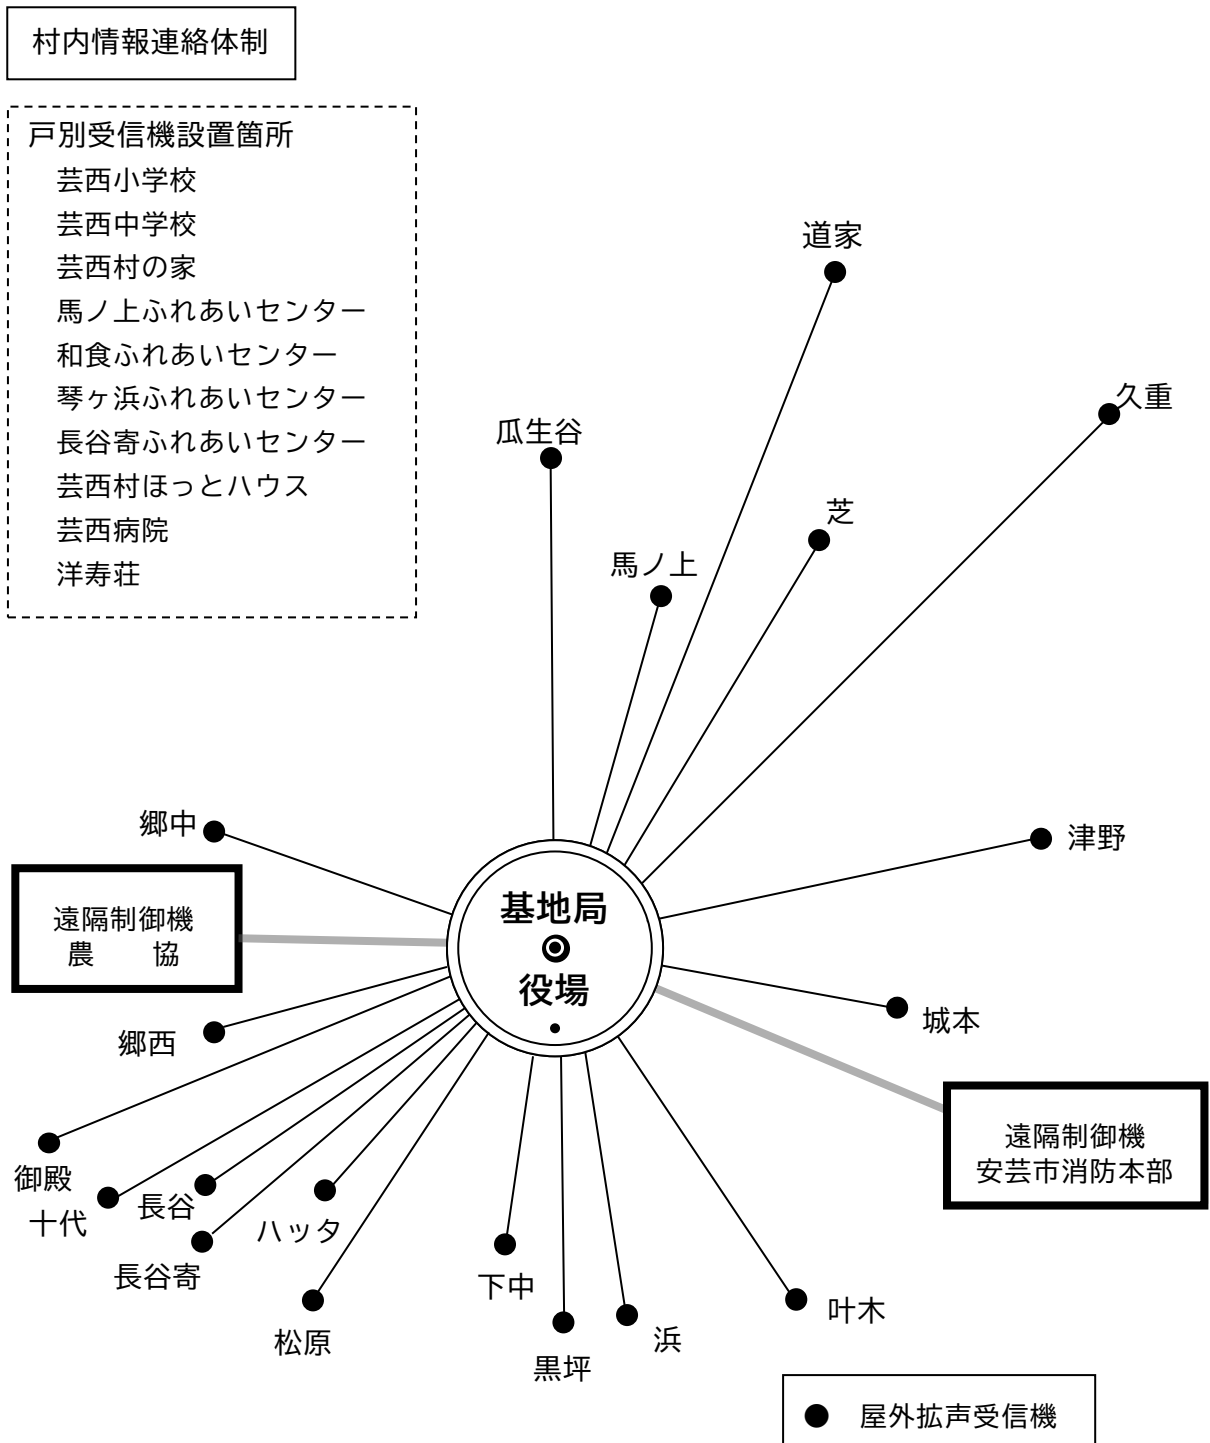 村内情報連絡体制
戸別受信機設置箇所
芸西小学校
芸西中学校
芸西村の家
馬ノ上ふれあいセンター
和食ふれあいセンター
琴ヶ浜ふれあいセンター
長谷寄ふれあいセンター
芸西村ほっとハウス
芸西病院
洋寿荘
道家
久重
瓜生谷
芝
馬ノ上
郷中
津野
遠隔制御機
農　　協
基地局
役場
郷西
城本
遠隔制御機
安芸市消防本部
御殿
十代
長谷
長谷寄
ハッタ
松原
下中
黒坪
浜
叶木
屋外拡声受信機